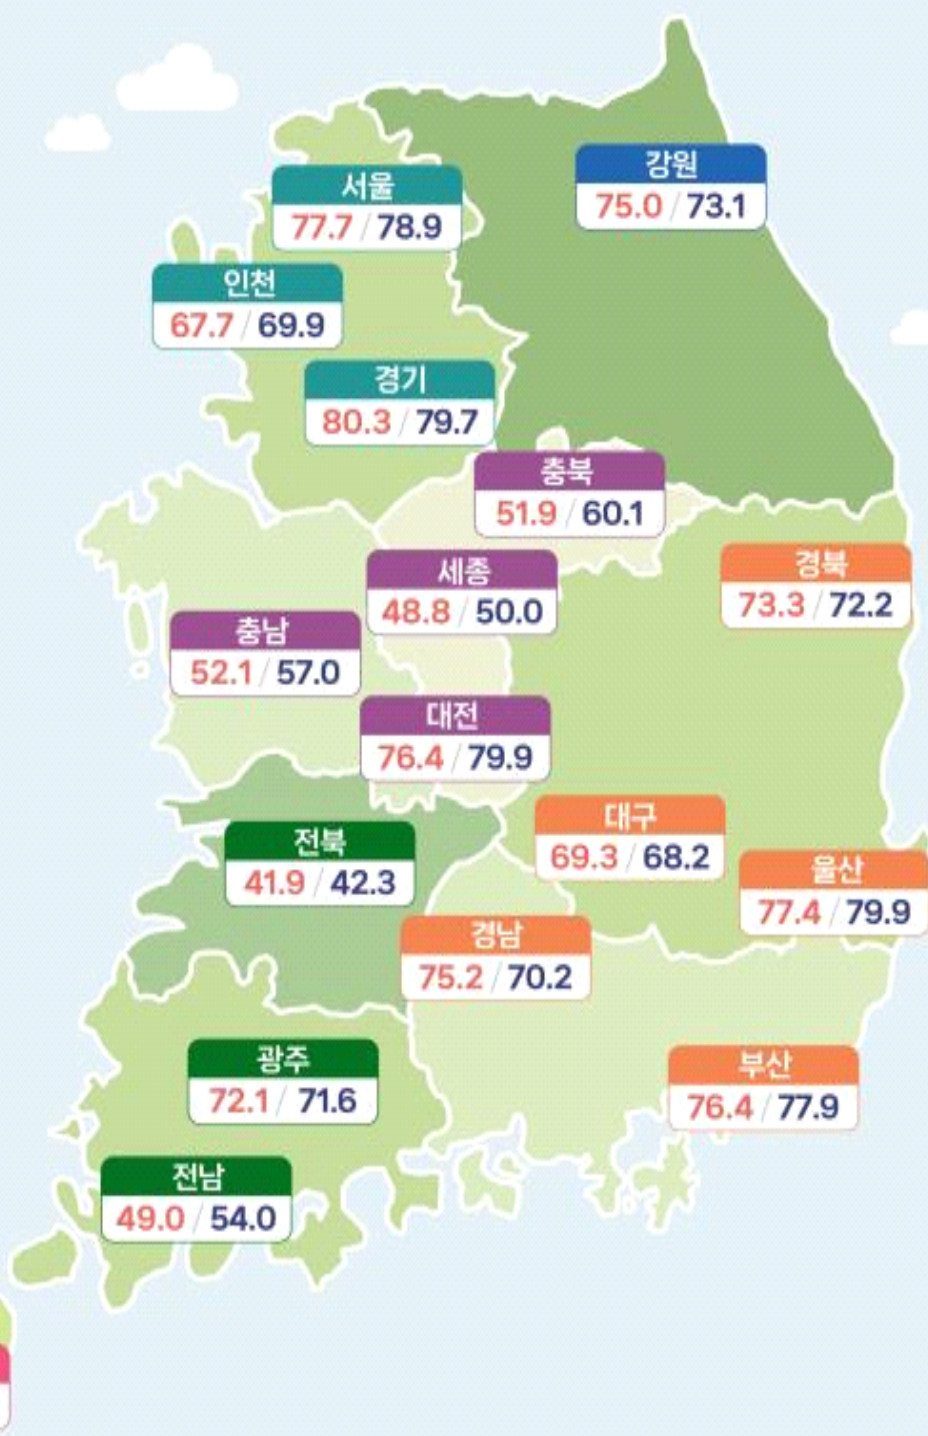 강원
75.0 / 73.1
서울
77.7 / 78.9
인천
67.7 / 69.9
경기
80.3 / 79.7
충북
51.9 / 60.1
경북
73.3 / 72.2
세종
48.8 / 50.0
충남
52.1 / 57.0
대전
76.4 / 79.9
대구
69.3 / 68.2
전북
41.9 / 42.3
울산
77.4 / 79.9
경남
75.2 / 70.2
광주
72.1 / 71.6
부산
76.4 / 77.9
전남
49.0 / 54.0